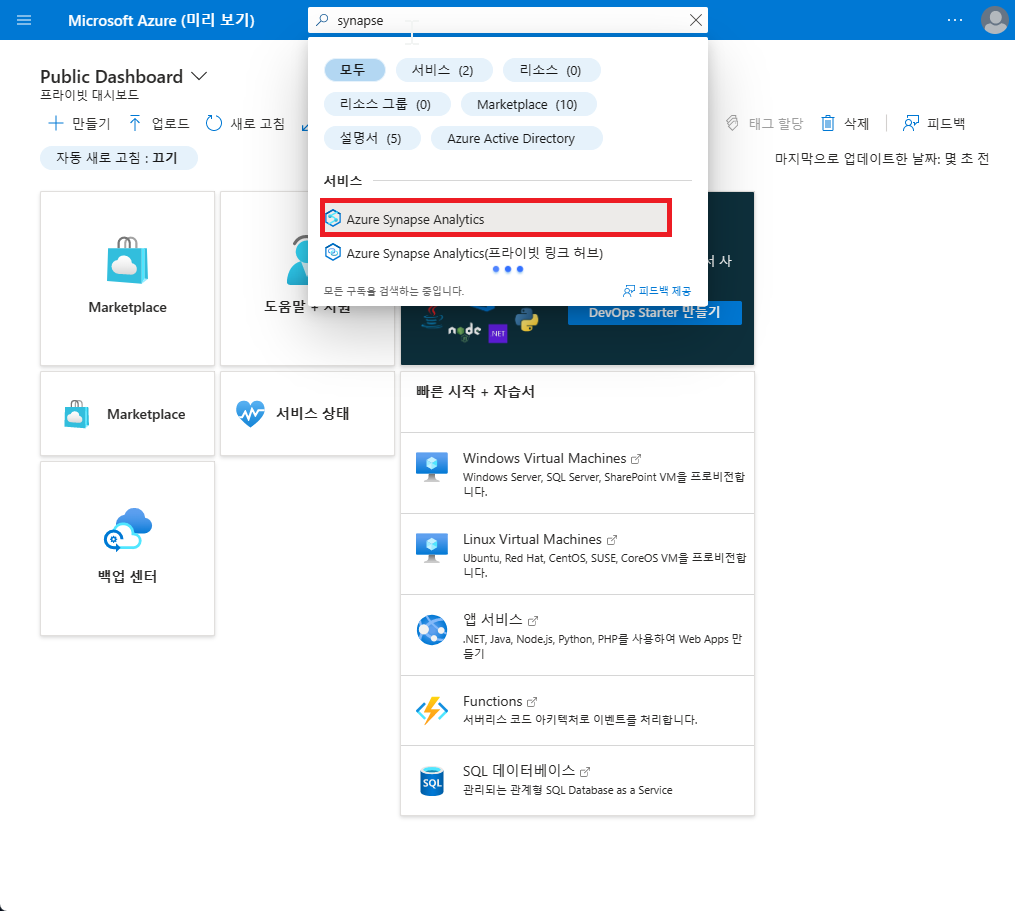 Microsoft Azure (미리 보기)
synapse
모두
서비스 (2)
리소스 (0)
리소스 그룹 (0)
Marketplace (10)
설명서 (5)
Azure Active Directory
서비스
Azure Synapse Analytics
Azure Synapse Analytics(프라이빗 링크 허브)
모든 구독을 검색하는 중입니다.
피드백 제공
Public Dashboard
프라이빗 대시보드
만들기
업로드
새로 고침
태그 할당
삭제
피드백
자동 새로 고침 : 끄기
마지막으로 업데이트한 날짜: 몇 초 전
Marketplace
도움말 + 지원
서 사
node
.NET
DevOps Starter 만들기
Marketplace
서비스 상태
백업 센터
빠른 시작 + 자습서
Windows Virtual Machines
Windows Server, SQL Server, SharePoint VM을 프로비전합
니다.
Linux Virtual Machines
Ubuntu, Red Hat, CentOS, SUSE, CoreOS VM을 프로비전합
니다.
앱 서비스
.NET, Java, Node.js, Python, PHP를 사용하여 Web Apps 만
들기
Functions
서버리스 코드 아키텍처로 이벤트를 처리합니다.
SQL
SQL 데이터베이스
관리되는 관계형 SQL Database as a Service